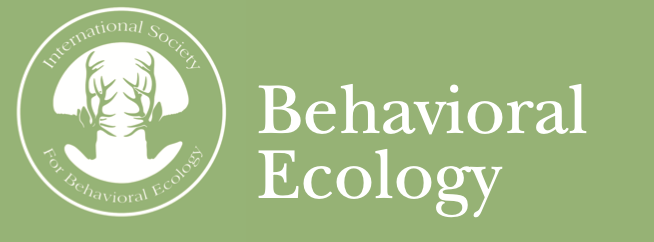 International Society
For Behavioral Ecology
Behavioral
Ecology